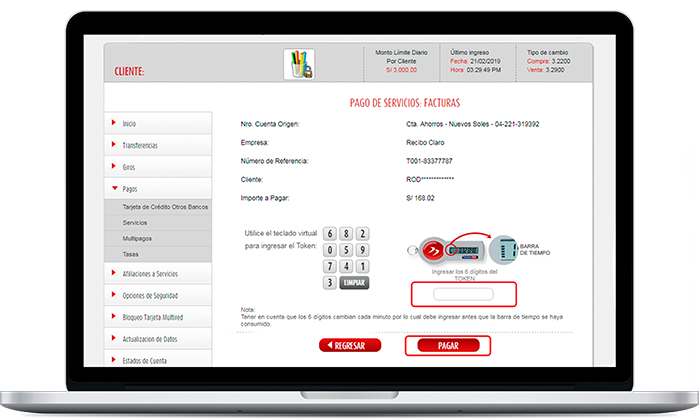 CLIENTE:
Monto Límite Diario
Por Cliente
S/ 3,000.00
Último ingreso
Fecha: 21/02/2019
Hora: 03:29:49 PM
Tipo de cambio
Compra: 3.2200
Venta: 3.2900
PAGO DE SERVICIOS: FACTURAS
Inicio
Transferencias
Giros
Pagos
Tarjeta de Crédito Otros Bancos
Servicios
Multipagos
Tasas
Afiliaciones a Servicios
Opciones de Seguridad
Bloqueo Tarjeta Multired
Actualizacion de Datos
Estados de Cuenta
Nro. Cuenta Origen: Cta. Ahorros - Nuevos Soles - 04-221-319392
Empresa: Recibo Claro
Número de Referencia: T001-83377787
Cliente: ROD*************
Importe a Pagar: S/ 168.02
Utilice el teclado virtual
para ingresar el Token:
6 8 2
0 5 9
7 4 1
3 LIMPIAR
BARRA
DE TIEMPO
Ingresar los 6 dígitos del
TOKEN
Nota:
Tener en cuenta que los 6 dígitos cambian cada minuto por lo cual debe ingresar antes que la barra de tiempo se haya
consumido.
REGRESAR
PAGAR